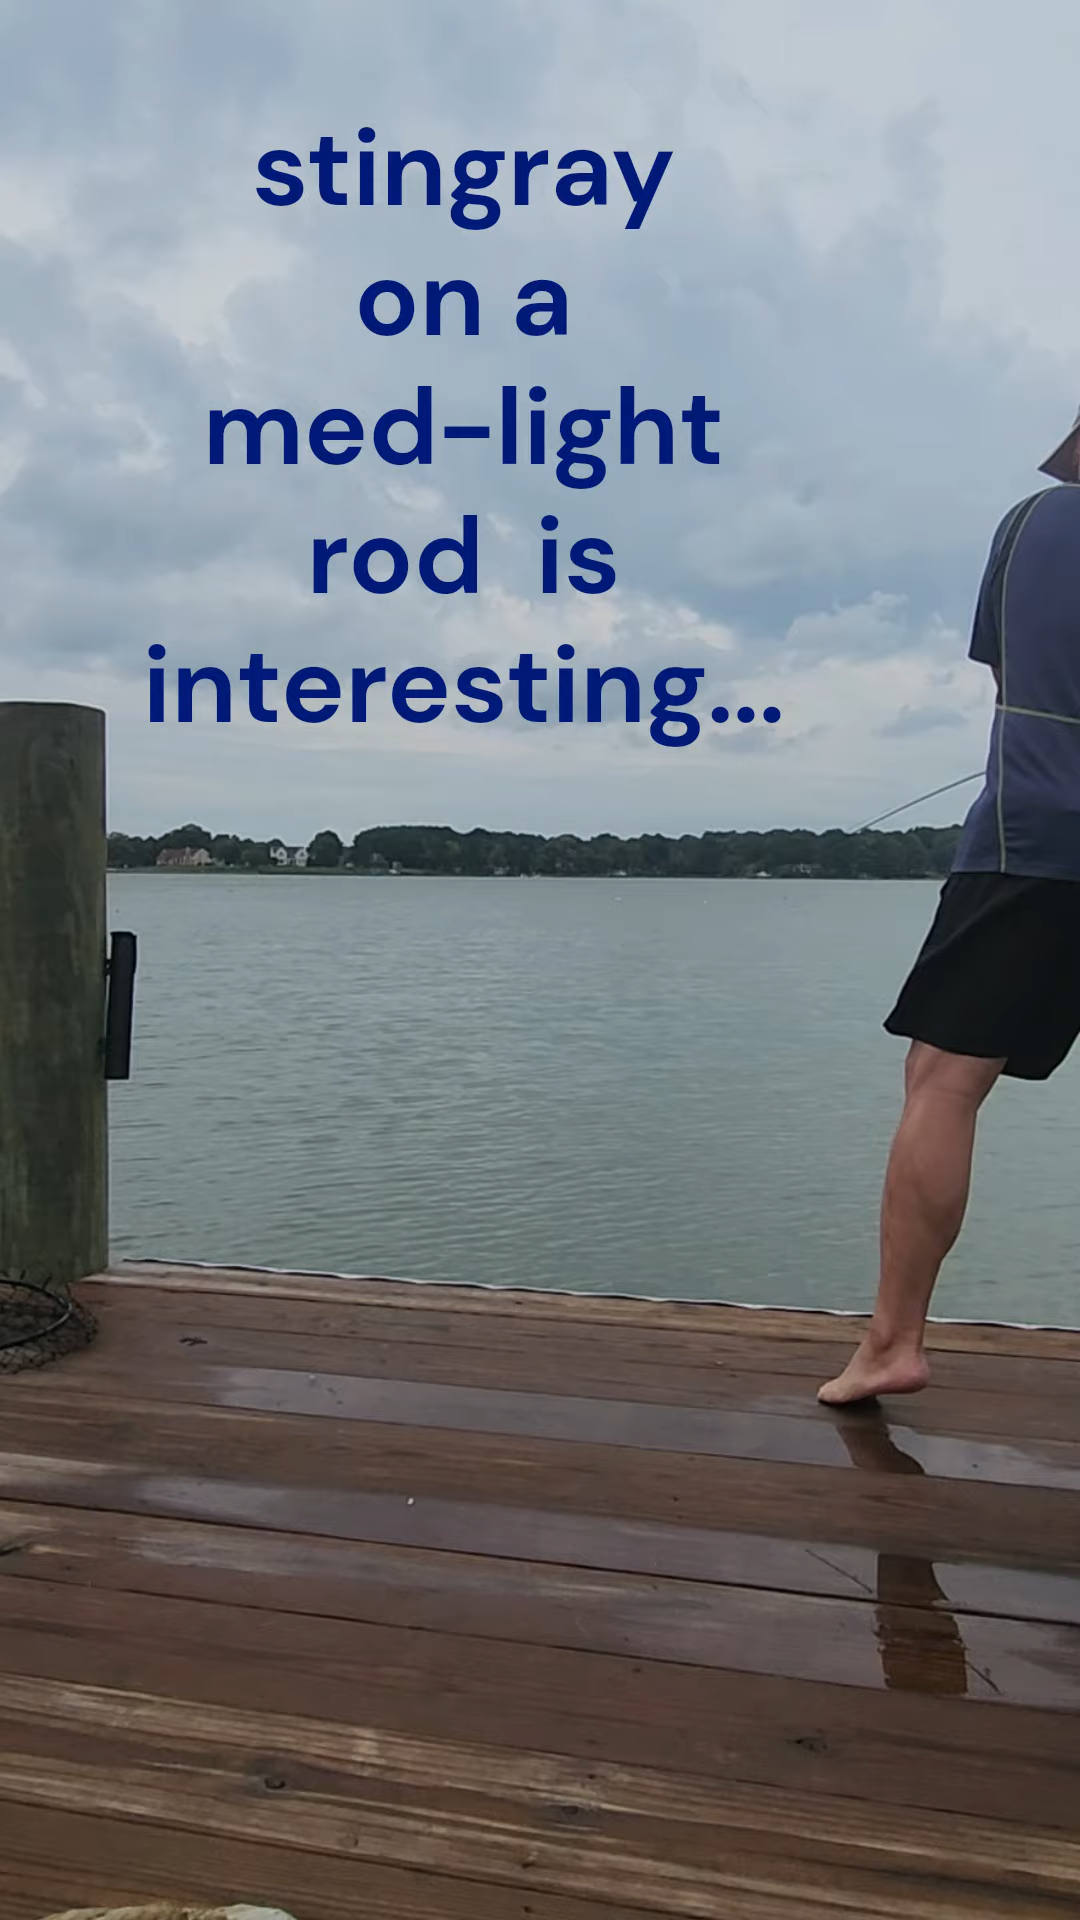 stingray
on a
med-light
rod  is
interesting...